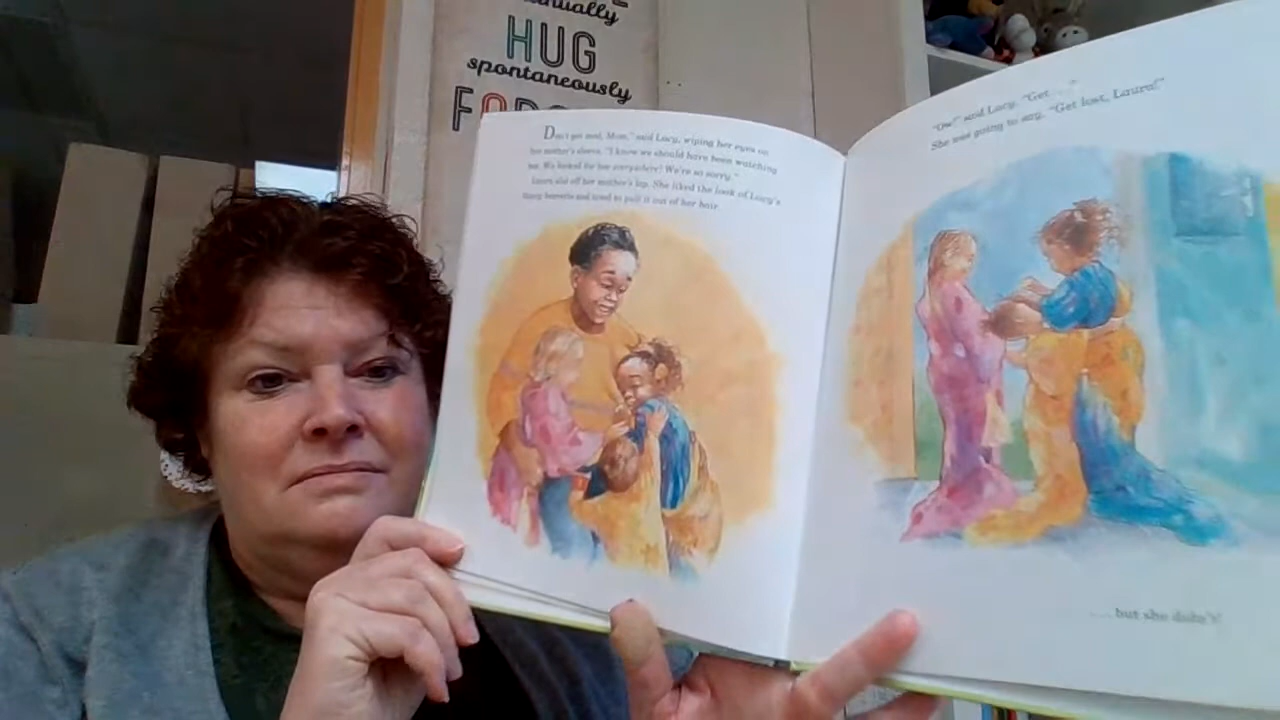 nually
HUG
spontaneously
Don't get mad, Mom," said Lucy, wiping her eyes on
her mother's sleeve. "I know we should have been watching
her. We looked for her everywhere! We're so sorry."
Laura slid off her mother's lap. She liked the look of Lucy's
barrette and tried to pull it out of her hair
"Ow!" said Lucy. "Get . . ."
She was going to say, "Get lost, Laura!"
. . . but she didn't.